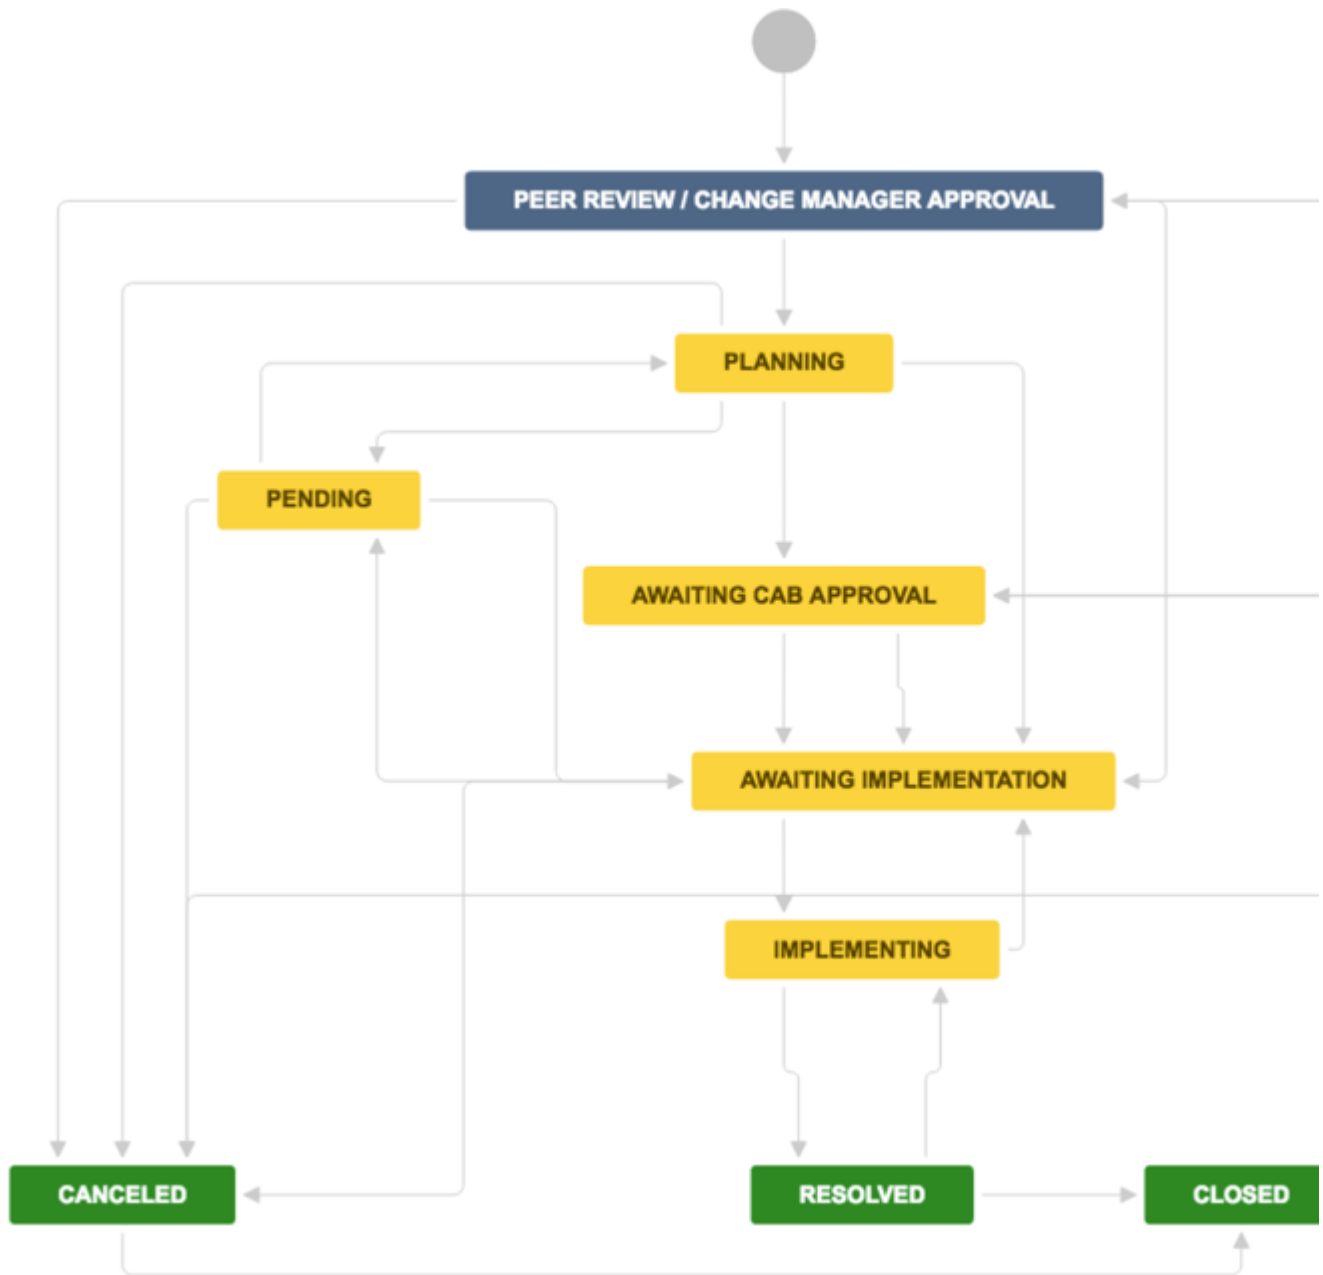 PEER REVIEW / CHANGE MANAGER APPROVAL
PLANNING
PENDING
AWAITING CAB APPROVAL
AWAITING IMPLEMENTATION
IMPLEMENTING
CANCELED
RESOLVED
CLOSED